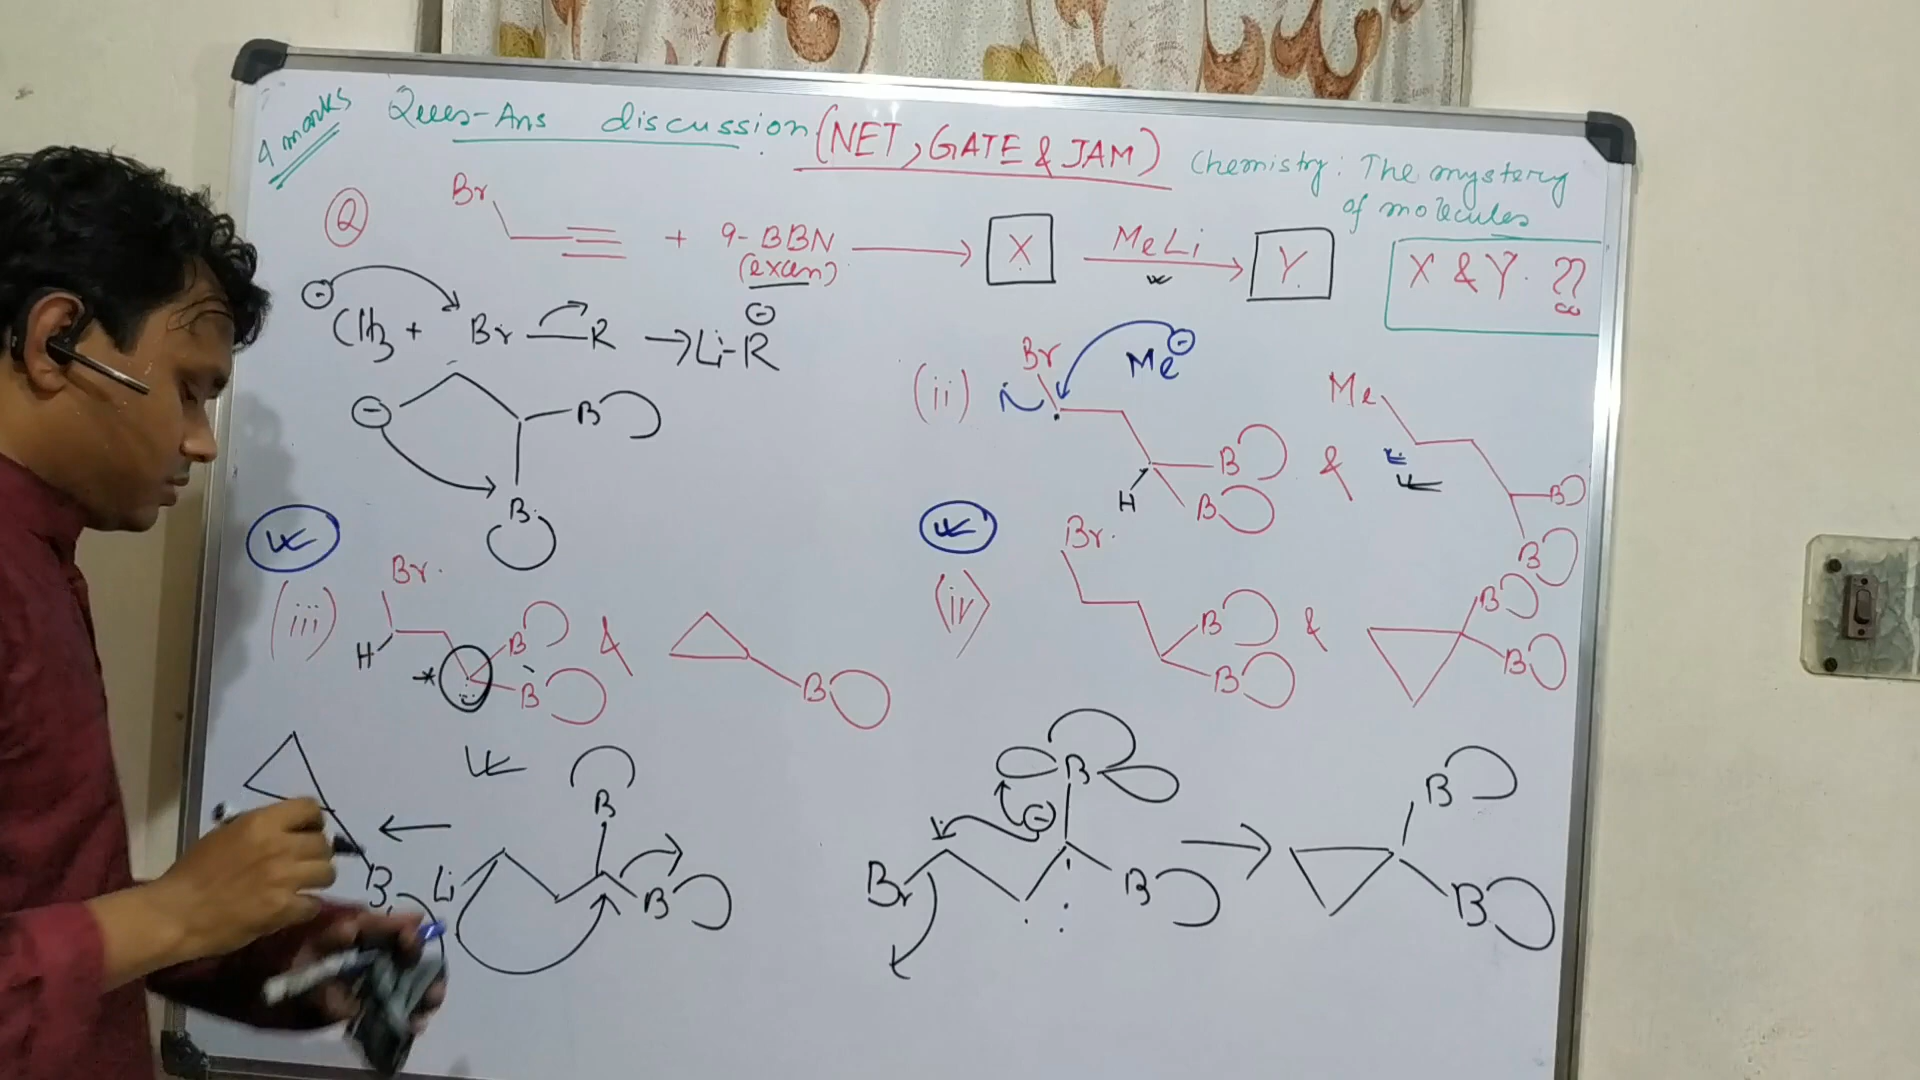 4 marks
Ques-Ans discussion (NET, GATE & JAM)
Chemistry: The mystery
of molecules
Q
Br
+ 9-BBN
(excen)
X
MeLi
Y
X & Y ??
⊖ CH3 + Br — R → Li-R ⊖
⊖ B
B
(ii) Br
Me ⊖
H B
B
&
Me
B
B
(iii) Br
H
* B
B
&
B
(iv) Br
B
B
&
B
B
B
Li
B
B
B
⊖
Br
B
B
B